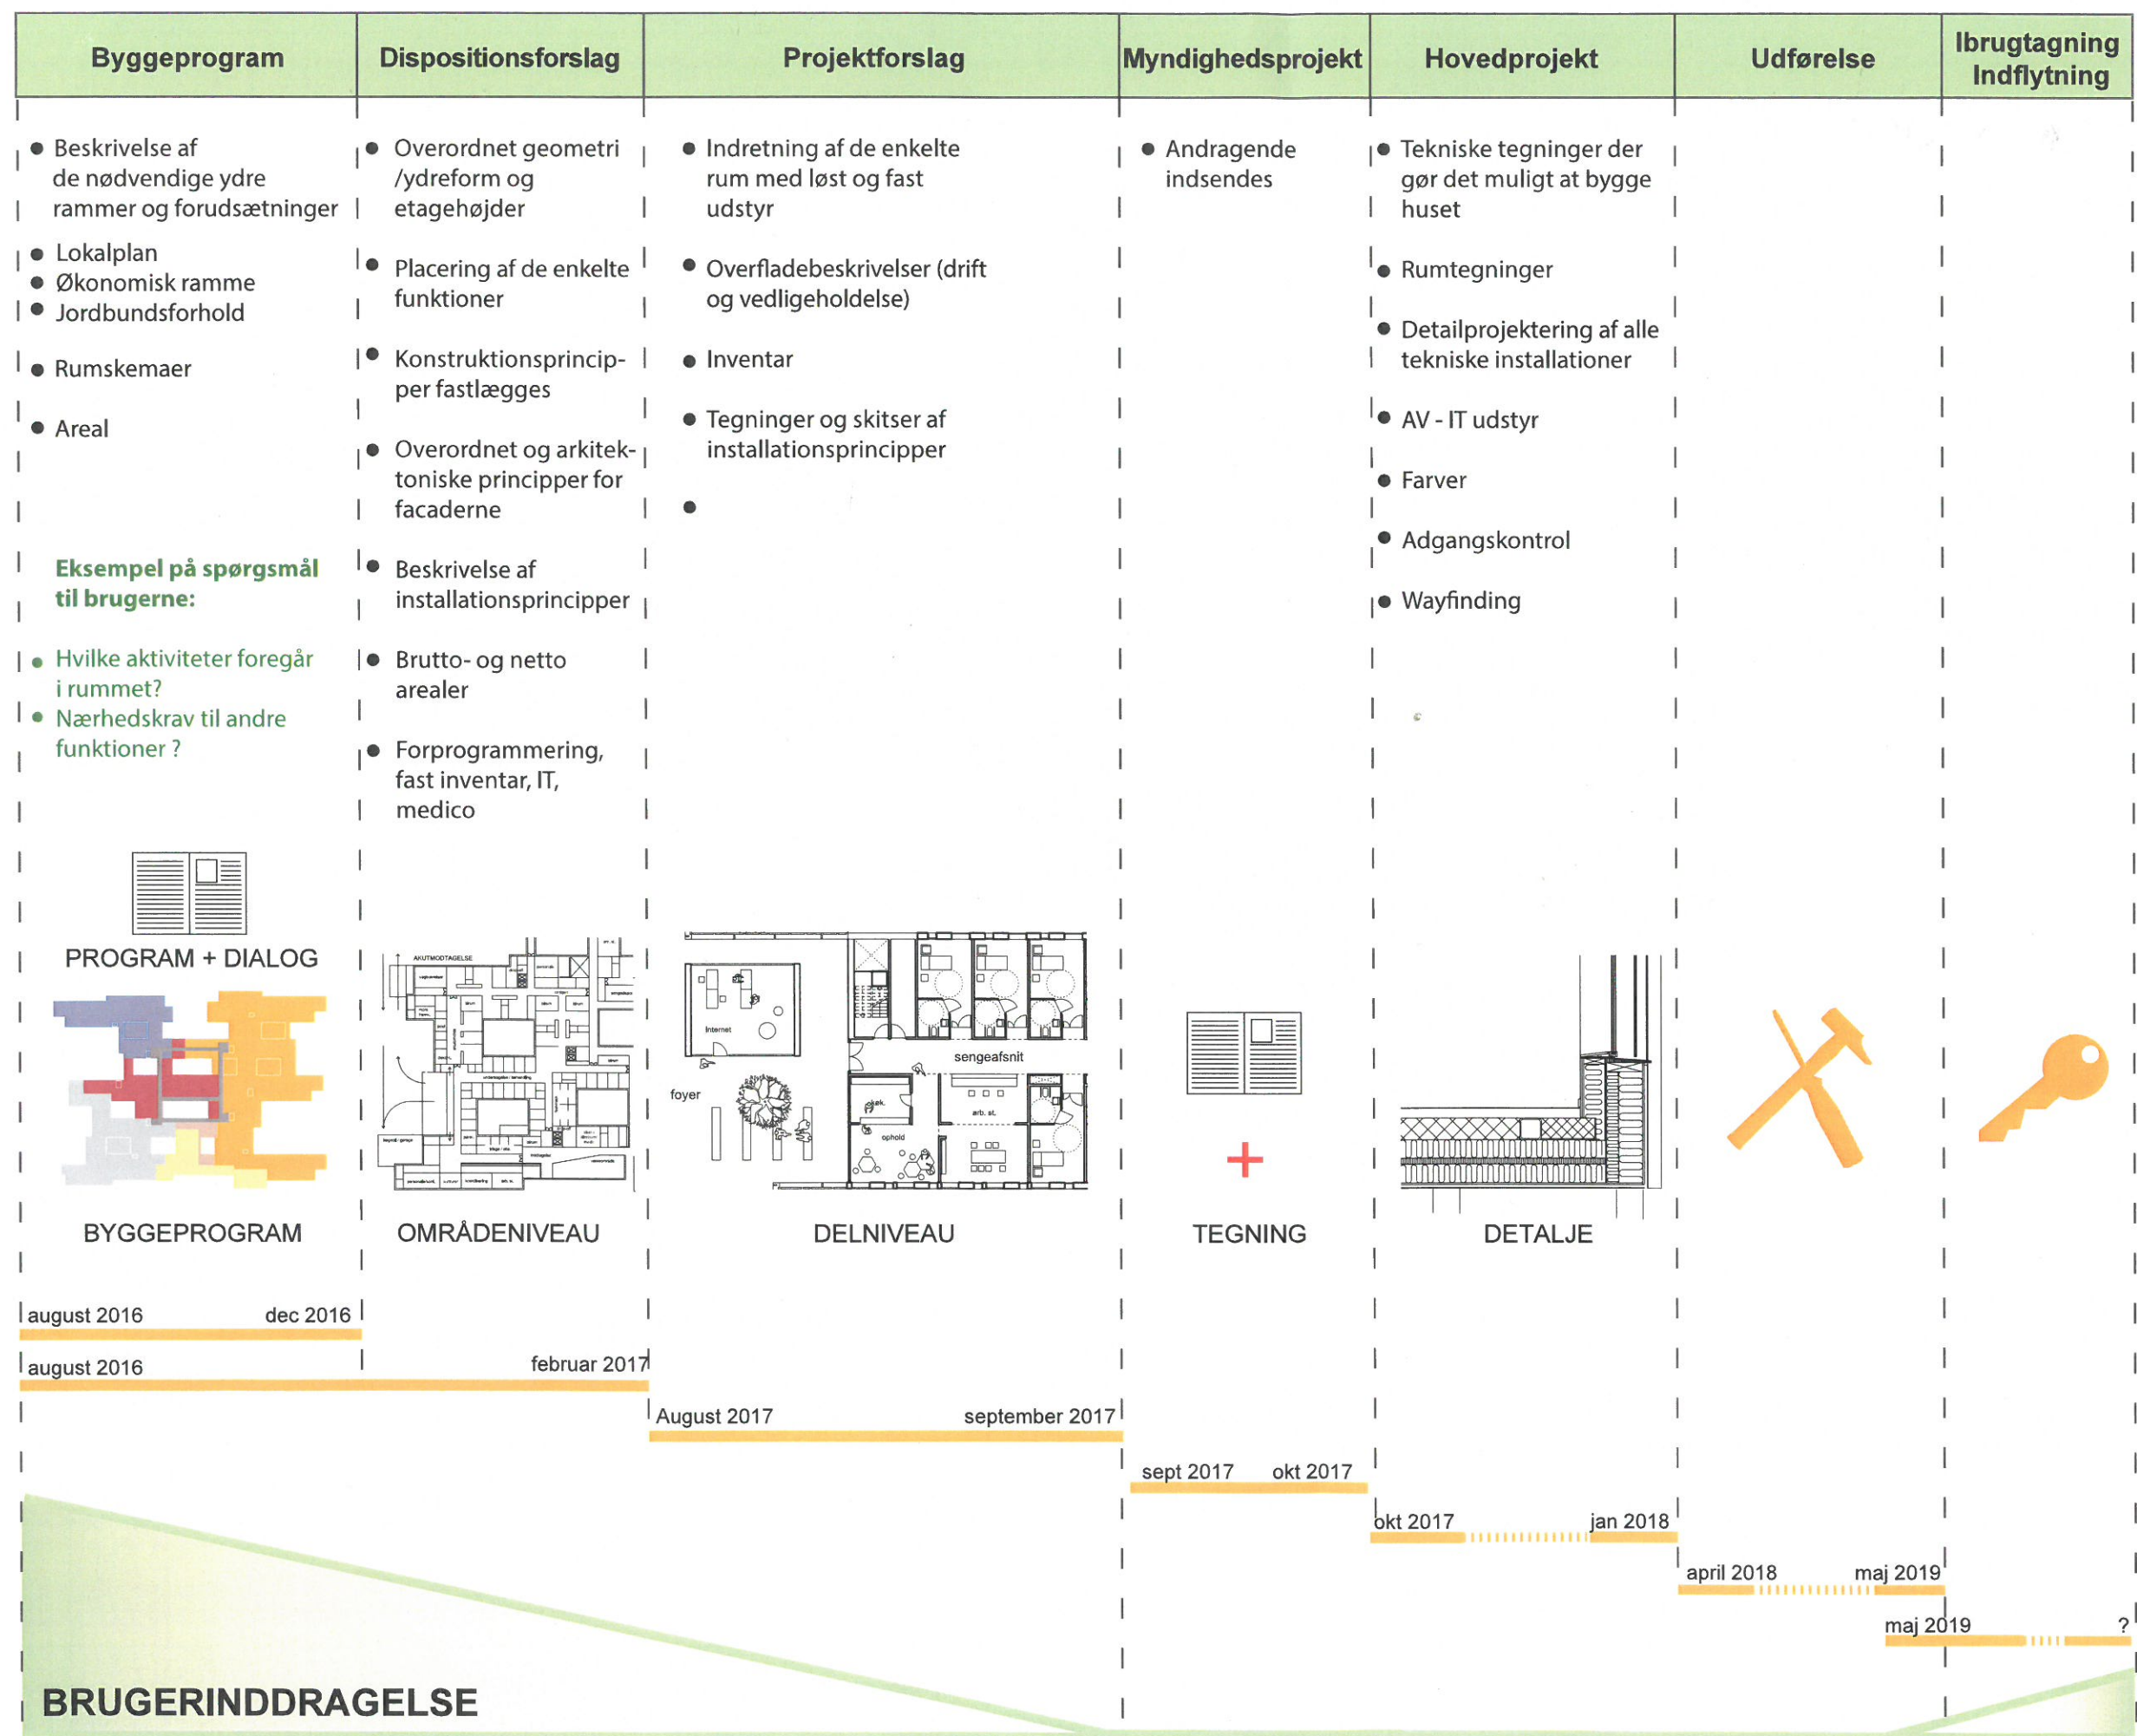 Byggeprogram
Dispositionsforslag
Projektforslag
Myndighedsprojekt
Hovedprojekt
Udførelse
Ibrugtagning
Indflytning
• Beskrivelse af
de nødvendige ydre
rammer og forudsætninger
• Lokalplan
• Økonomisk ramme
• Jordbundsforhold
• Rumskemaer
• Areal
Eksempel på spørgsmål
til brugerne:
• Hvilke aktiviteter foregår
i rummet?
• Nærhedskrav til andre
funktioner ?
PROGRAM + DIALOG
BYGGEPROGRAM
• Overordnet geometri
/ydreform og
etagehøjder
• Placering af de enkelte
funktioner
• Konstruktionsprincip-
per fastlægges
• Overordnet og arkitek-
toniske principper for
facaderne
• Beskrivelse af
installationsprincipper
• Brutto- og netto
arealer
• Forprogrammering,
fast inventar, IT,
medico
AKUTMODTAGELSE
OMRÅDENIVEAU
• Indretning af de enkelte
rum med løst og fast
udstyr
• Overfladebeskrivelser (drift
og vedligeholdelse)
• Inventar
• Tegninger og skitser af
installationsprincipper
•
Internet
sengeafsnit
foyer
arb. st.
ophold
DELNIVEAU
• Andragende
indsendes
+
TEGNING
• Tekniske tegninger der
gør det muligt at bygge
huset
• Rumtegninger
• Detailprojektering af alle
tekniske installationer
• AV - IT udstyr
• Farver
• Adgangskontrol
• Wayfinding
DETALJE
august 2016 dec 2016
august 2016 februar 2017
August 2017 september 2017
sept 2017 okt 2017
okt 2017 jan 2018
april 2018 maj 2019
maj 2019 ?
BRUGERINDDRAGELSE